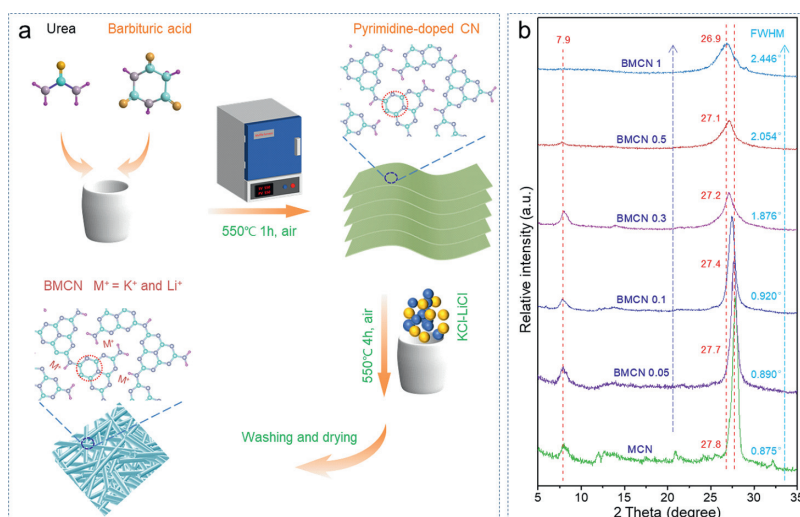 a
Urea
Barbituric acid
Pyrimidine-doped CN
550℃ 1h, air
BMCN M⁺ = K⁺ and Li⁺
M⁺
M⁺
M⁺
550℃ 4h, air
KCl-LiCl
Washing and drying
b
7.9
26.9
FWHM
BMCN 1
2.446°
27.1
BMCN 0.5
2.054°
27.2
BMCN 0.3
1.876°
27.4
BMCN 0.1
0.920°
27.7
BMCN 0.05
0.890°
MCN
27.8
0.875°
Relative intensity (a.u.)
5 10 15 20 25 30 35
2 Theta (degree)